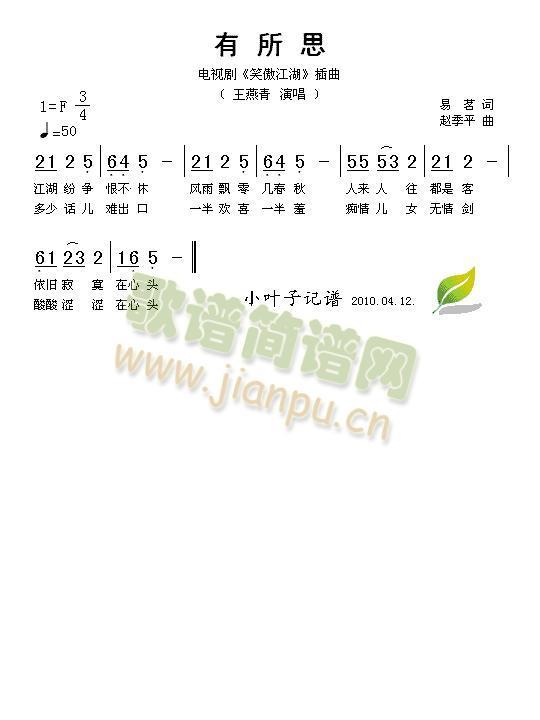 有所思
电视剧《笑傲江湖》插曲
( 王燕青 演唱 )
1=F 3/4
♩=50
易 茗 词
赵季平 曲
21 2 5 | 64 5 - | 21 2 5 | 64 5 - | 55 53 2 | 21 2 - |
江湖 纷 争 恨不 休 风雨 飘 零 几春 秋 人来 人 往 都是 客
多少 话 儿 难出 口 一半 欢 喜 一半 羞 痴情 儿 女 无情 剑
61 23 2 | 16 5 - ‖
依旧 寂 寞 在心 头
酸酸 涩 涩 在心 头
小叶子记谱 2010.04.12.
歌谱简谱网
www.jianpu.cn